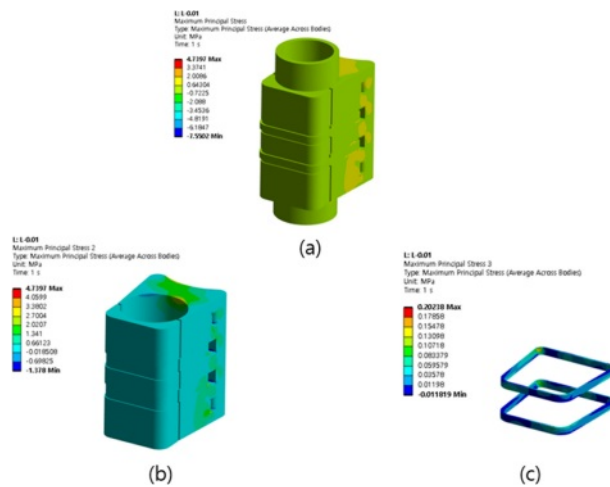 L: L-0.01
Maximum Principal Stress
Type: Maximum Principal Stress (Average Across Bodies)
Unit: MPa
Time: 1 s
4.7397 Max
3.3741
2.0086
0.64304
-0.7225
-2.088
-3.4536
-4.8191
-6.1847
-7.5502 Min
(a)
L: L-0.01
Maximum Principal Stress 2
Type: Maximum Principal Stress (Average Across Bodies)
Unit: MPa
Time: 1 s
4.7397 Max
4.0599
3.3802
2.7004
2.0207
1.341
0.66123
-0.018508
-0.69825
-1.378 Min
(b)
L: L-0.01
Maximum Principal Stress 3
Type: Maximum Principal Stress (Average Across Bodies)
Unit: MPa
Time: 1 s
0.20238 Max
0.17858
0.15478
0.13098
0.10718
0.083379
0.059579
0.03578
0.01198
-0.011819 Min
(c)